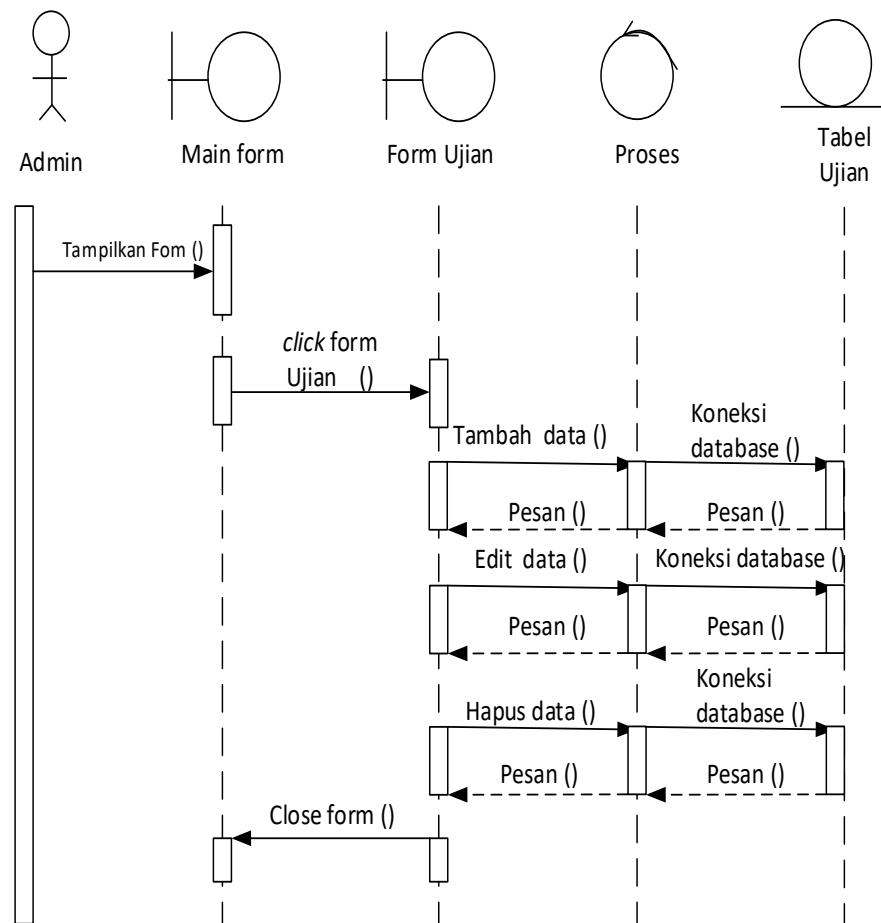 Admin
Main form
Form Ujian
Proses
Tabel
Ujian
Tampilkan Fom ()
click form
Ujian ()
Tambah data ()
Koneksi
database ()
Pesan ()
Pesan ()
Edit data ()
Koneksi database ()
Pesan ()
Pesan ()
Hapus data ()
Koneksi
database ()
Pesan ()
Pesan ()
Close form ()